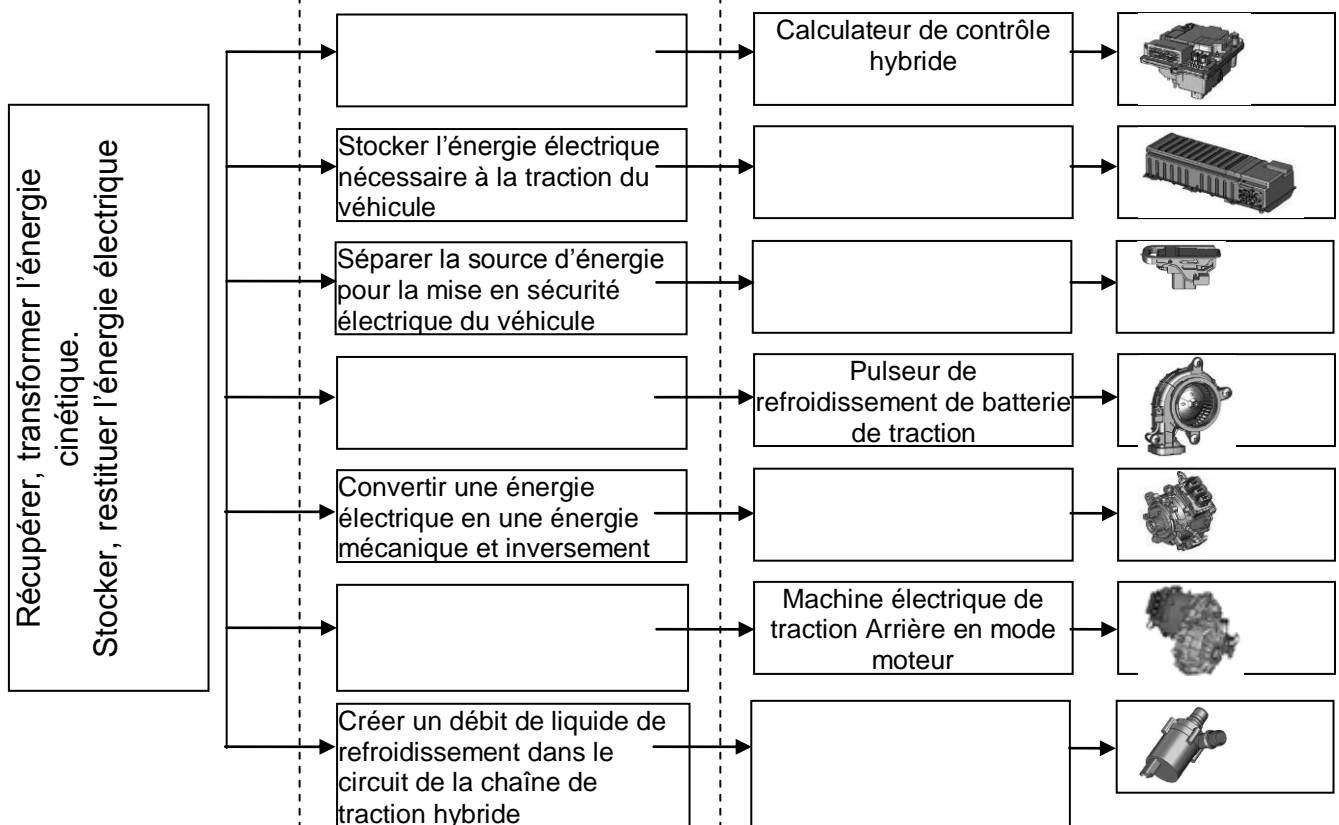 Récupérer, transformer l’énergie
cinétique.
Stocker, restituer l’énergie électrique
Calculateur de contrôle
hybride
Stocker l’énergie électrique
nécessaire à la traction du
véhicule
Séparer la source d’énergie
pour la mise en sécurité
électrique du véhicule
Pulseur de
refroidissement de batterie
de traction
Convertir une énergie
électrique en une énergie
mécanique et inversement
Machine électrique de
traction Arrière en mode
moteur
Créer un débit de liquide de
refroidissement dans le
circuit de la chaîne de
traction hybride